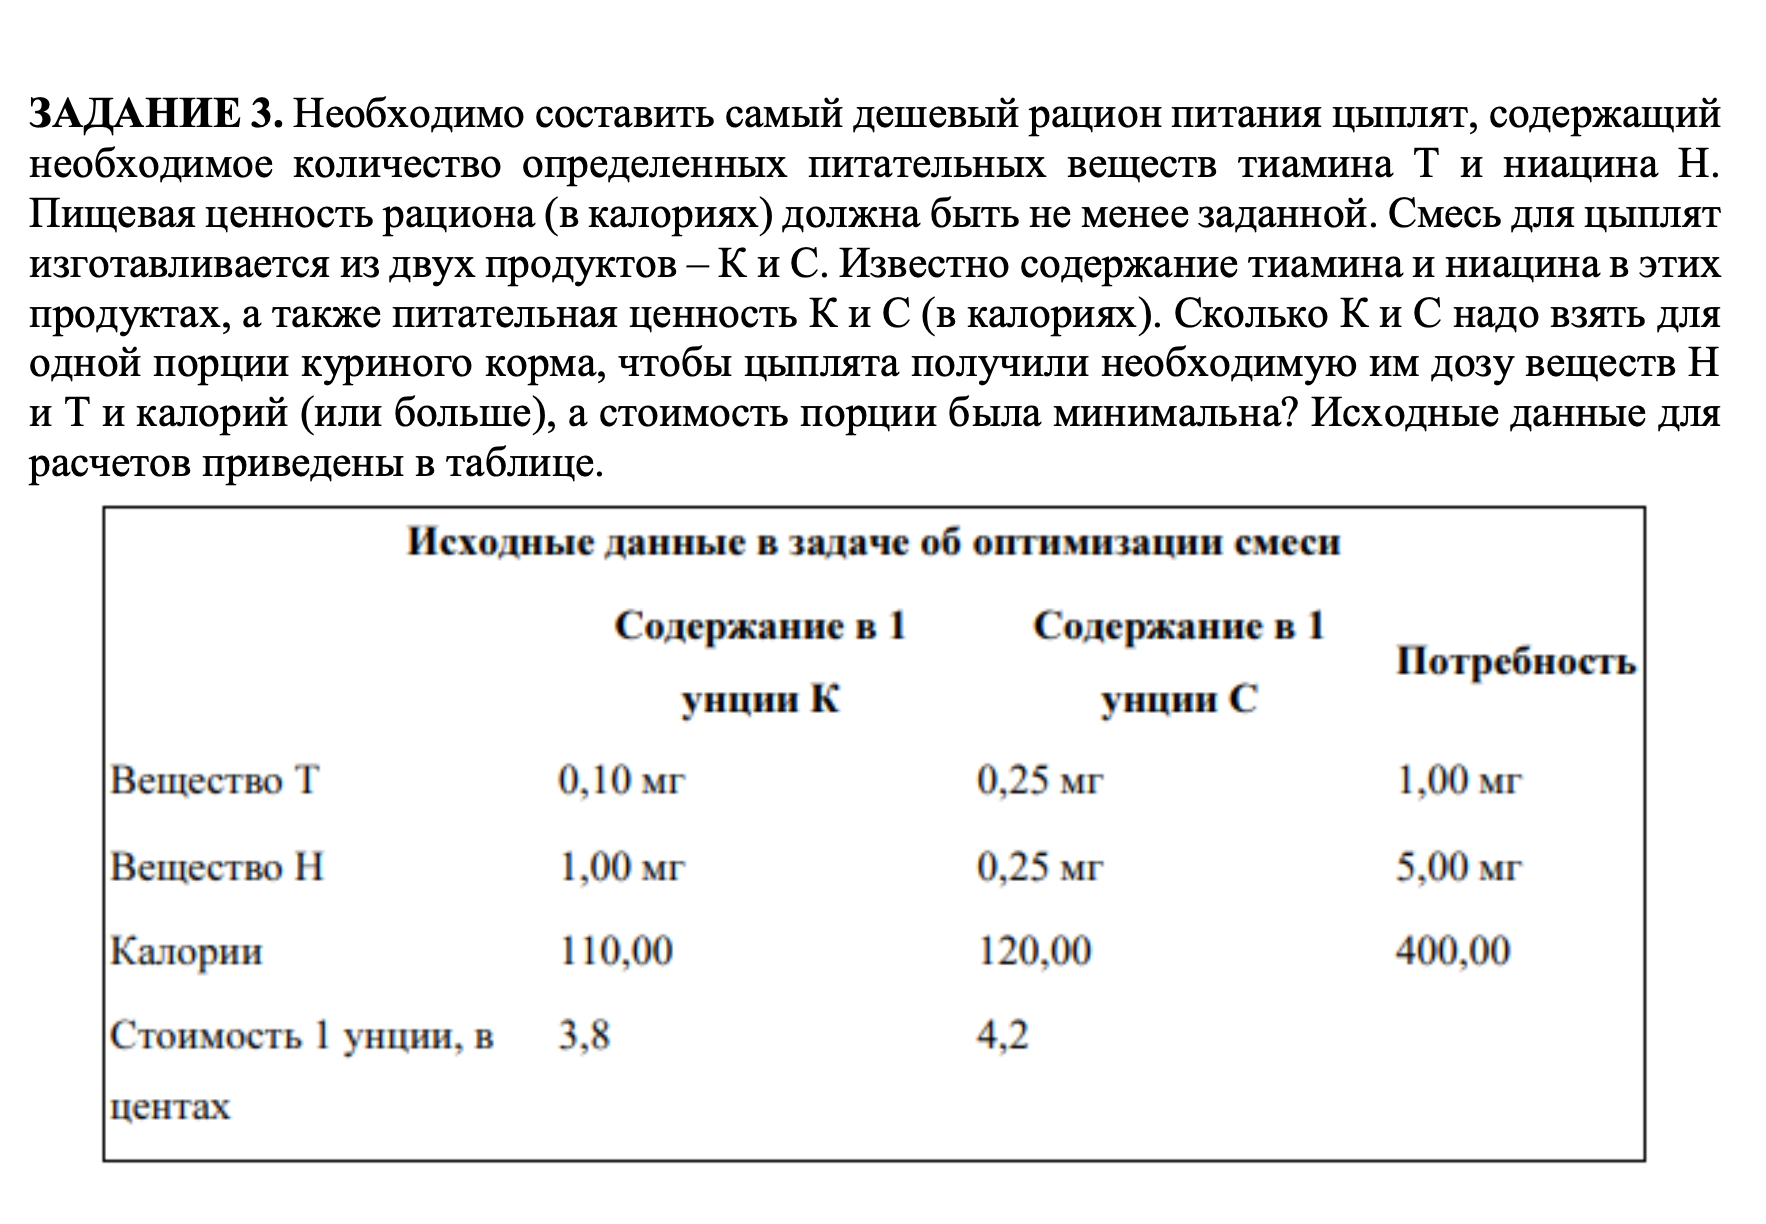 ЗАДАНИЕ 3. Необходимо составить самый дешевый рацион питания цыплят, содержащий
необходимое количество определенных питательных веществ тиамина Т и ниацина Н.
Пищевая ценность рациона (в калориях) должна быть не менее заданной. Смесь для цыплят
изготавливается из двух продуктов – К и С. Известно содержание тиамина и ниацина в этих
продуктах, а также питательная ценность К и С (в калориях). Сколько К и С надо взять для
одной порции куриного корма, чтобы цыплята получили необходимую им дозу веществ Н
и Т и калорий (или больше), а стоимость порции была минимальна? Исходные данные для
расчетов приведены в таблице.
Исходные данные в задаче об оптимизации смеси
Содержание в 1 унции К
Содержание в 1 унции С
Потребность
Вещество Т 0,10 мг 0,25 мг 1,00 мг
Вещество Н 1,00 мг 0,25 мг 5,00 мг
Калории 110,00 120,00 400,00
Стоимость 1 унции, в 3,8 4,2
центах